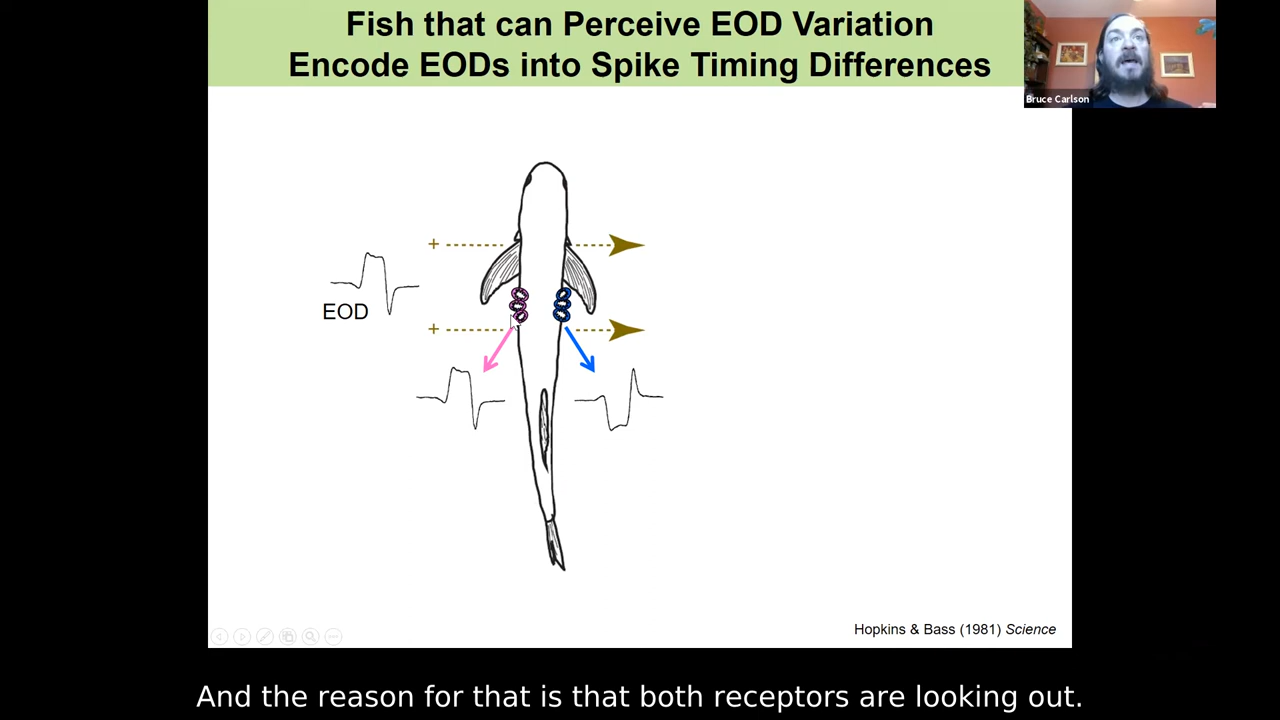 Fish that can Perceive EOD Variation
Encode EODs into Spike Timing Differences
Bruce Carlson
+
EOD
+
Hopkins & Bass (1981) Science
And the reason for that is that both receptors are looking out.